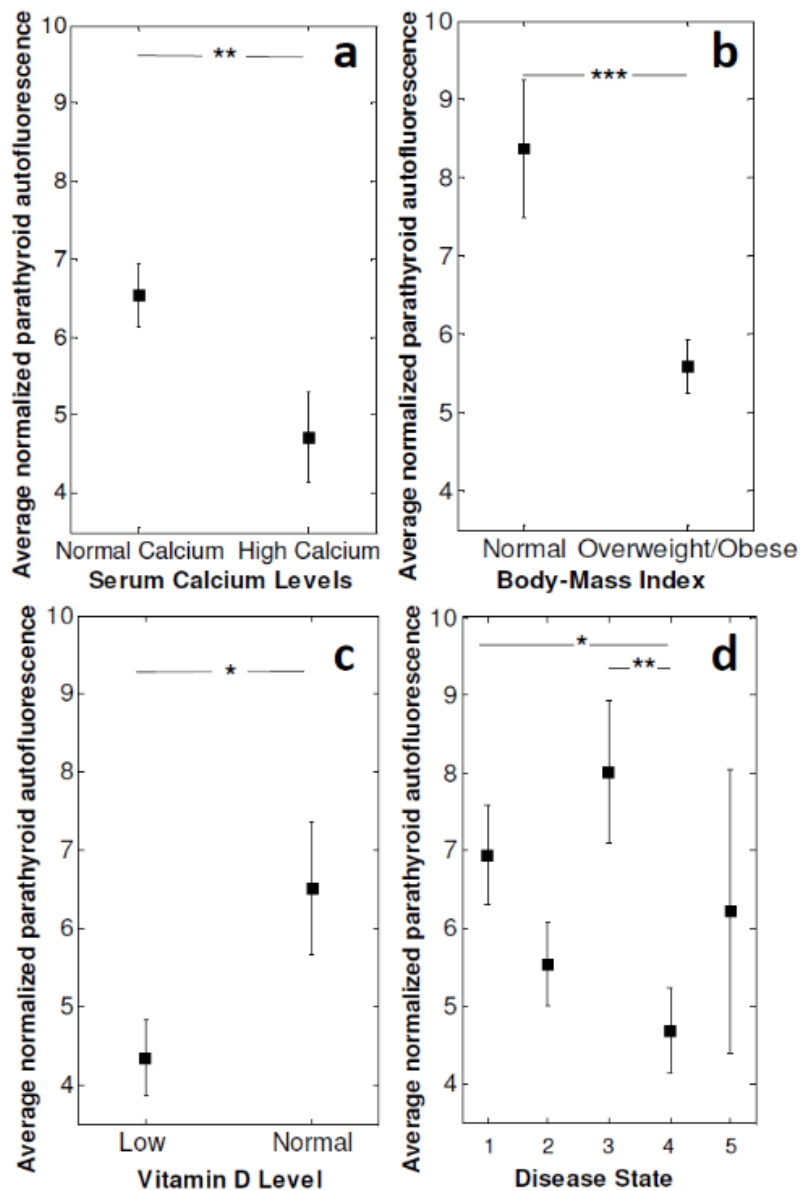 a
**
Average normalized parathyroid autofluorescence
10
9
8
7
6
5
4
Normal Calcium High Calcium
Serum Calcium Levels
b
***
Average normalized parathyroid autofluorescence
10
9
8
7
6
5
4
Normal Overweight/Obese
Body-Mass Index
c
*
Average normalized parathyroid autofluorescence
10
9
8
7
6
5
4
Low Normal
Vitamin D Level
d
*
**
Average normalized parathyroid autofluorescence
10
9
8
7
6
5
4
1 2 3 4 5
Disease State